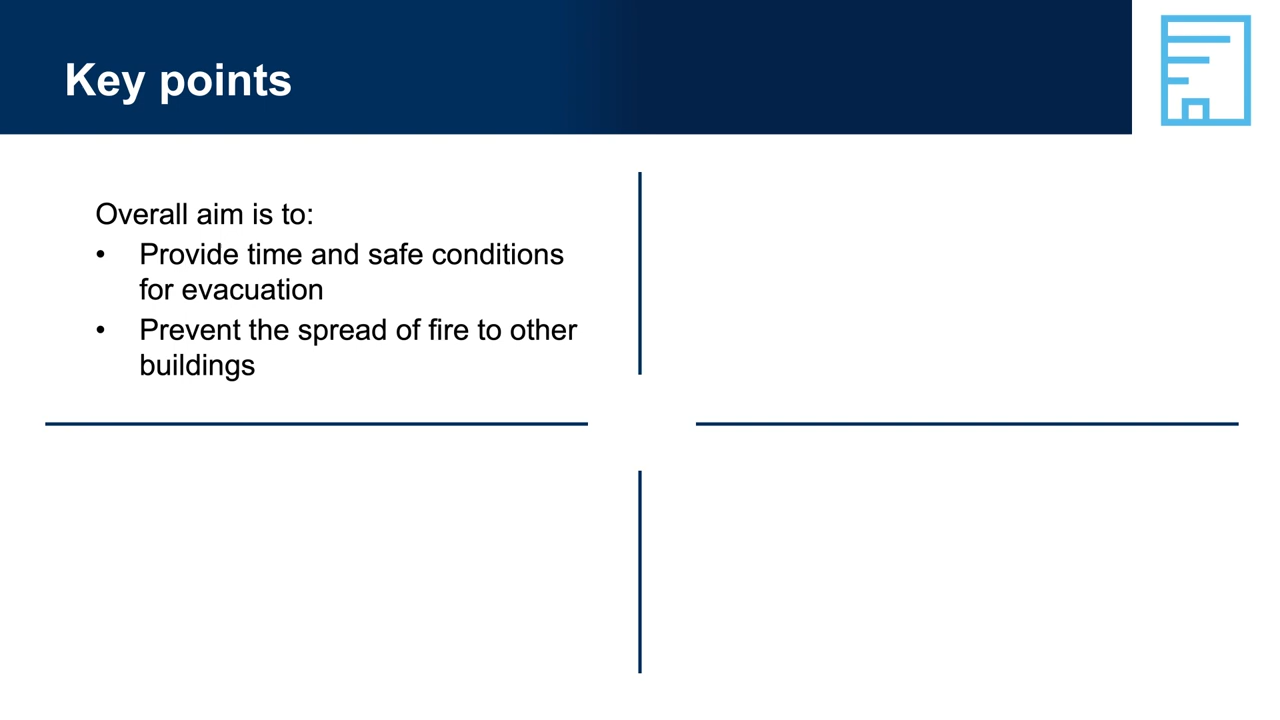 Key points
Overall aim is to:
• Provide time and safe conditions
for evacuation
• Prevent the spread of fire to other
buildings